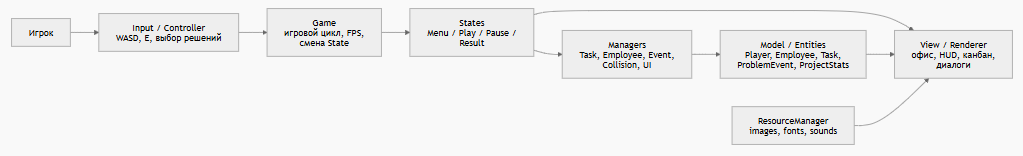 Игрок
Input / Controller
WASD, E, выбор решений
Game
игровой цикл, FPS,
смена State
States
Menu / Play / Pause /
Result
Managers
Task, Employee, Event,
Collision, UI
Model / Entities
Player, Employee, Task,
ProblemEvent, ProjectStats
View / Renderer
офис, HUD, канбан,
диалоги
ResourceManager
images, fonts, sounds